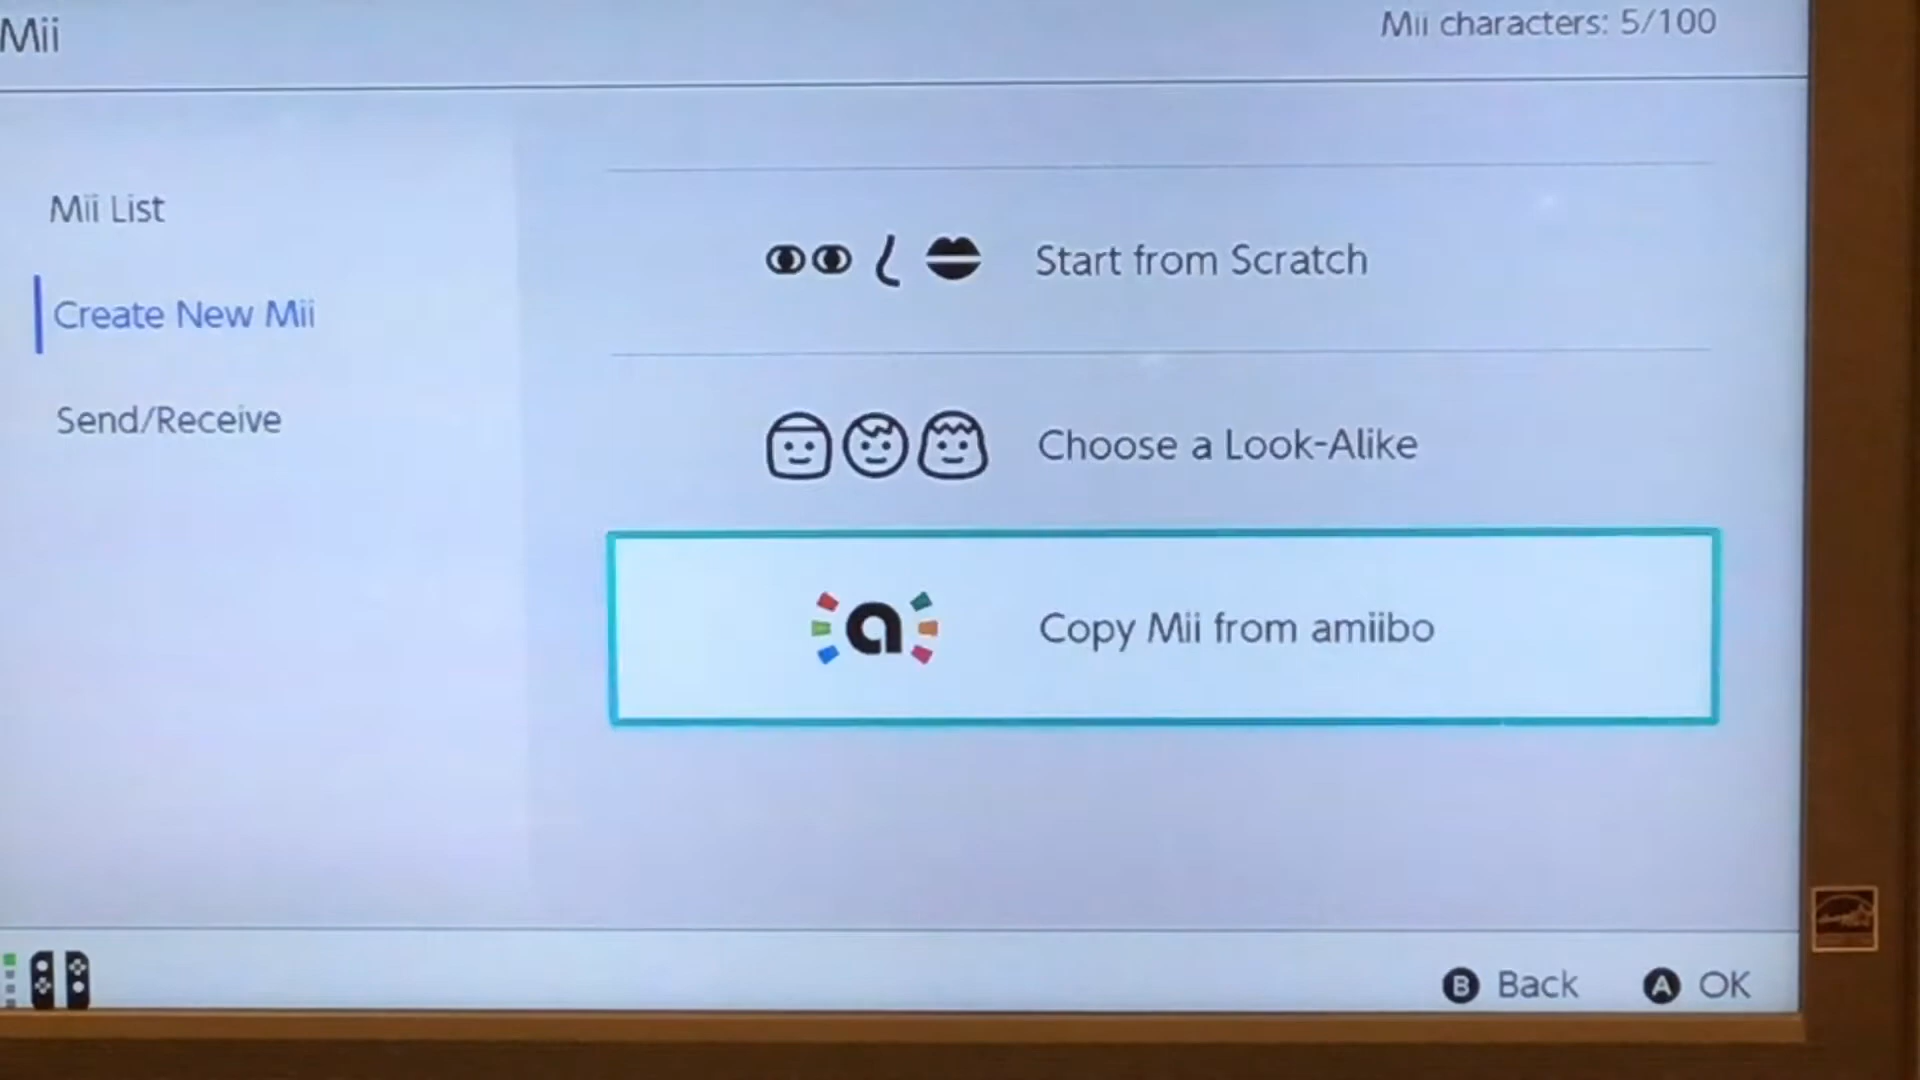 Mii
Mii characters: 5/100
Mii List
Create New Mii
Send/Receive
Start from Scratch
Choose a Look-Alike
a
Copy Mii from amiibo
B Back
A OK